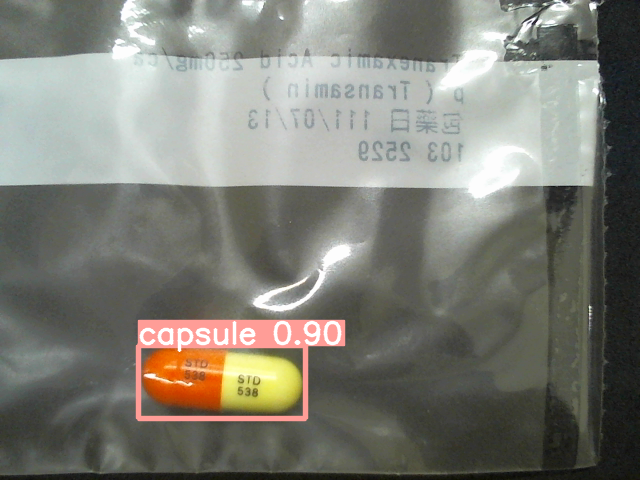 Tranexamic Acid 250mg/ca
p ( Transamin )
包藥日 111/07/13
103 2529
capsule 0.90
STD
538
STD
538